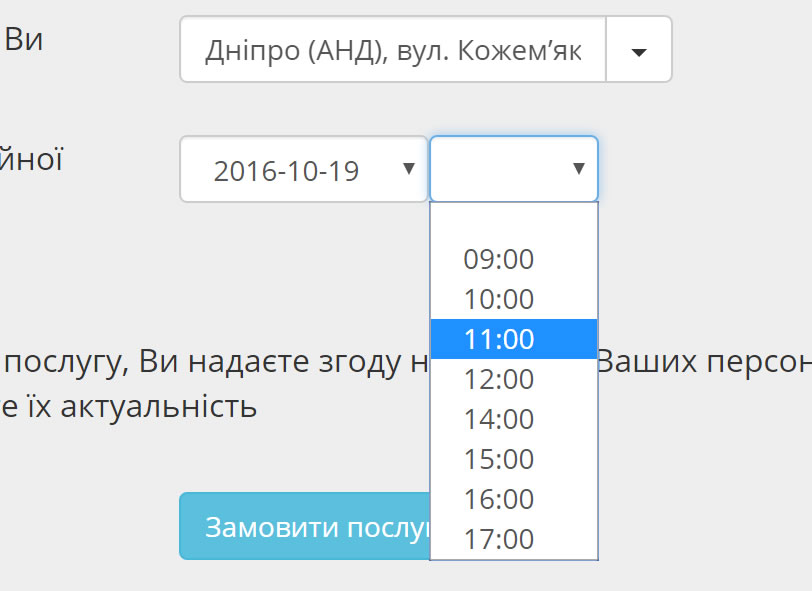 Ви
Дніпро (АНД), вул. Кожем’як
йної
2016-10-19
09:00
10:00
11:00
послугу, Ви надаєте згоду н Ваших персон
12:00
е їх актуальність
14:00
15:00
16:00
Замовити послу
17:00